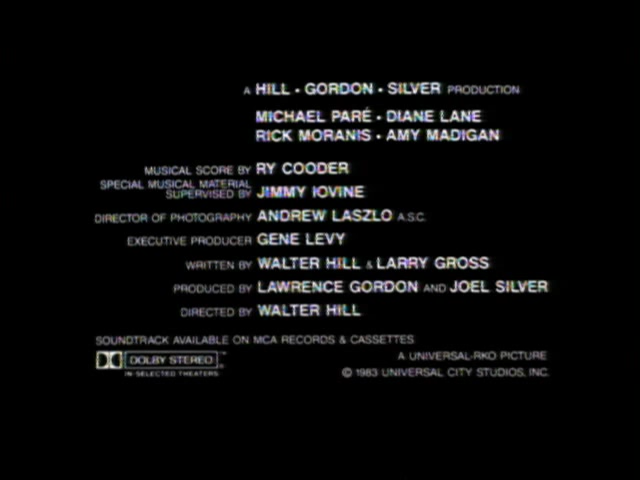 A HILL • GORDON • SILVER PRODUCTION
MICHAEL PARÉ • DIANE LANE
RICK MORANIS • AMY MADIGAN
MUSICAL SCORE BY RY COODER
SPECIAL MUSICAL MATERIAL
SUPERVISED BY JIMMY IOVINE
DIRECTOR OF PHOTOGRAPHY ANDREW LASZLO A.S.C.
EXECUTIVE PRODUCER GENE LEVY
WRITTEN BY WALTER HILL & LARRY GROSS
PRODUCED BY LAWRENCE GORDON AND JOEL SILVER
DIRECTED BY WALTER HILL
SOUNDTRACK AVAILABLE ON MCA RECORDS & CASSETTES
DOLBY STEREO™
IN SELECTED THEATERS
A UNIVERSAL-RKO PICTURE
© 1983 UNIVERSAL CITY STUDIOS, INC.